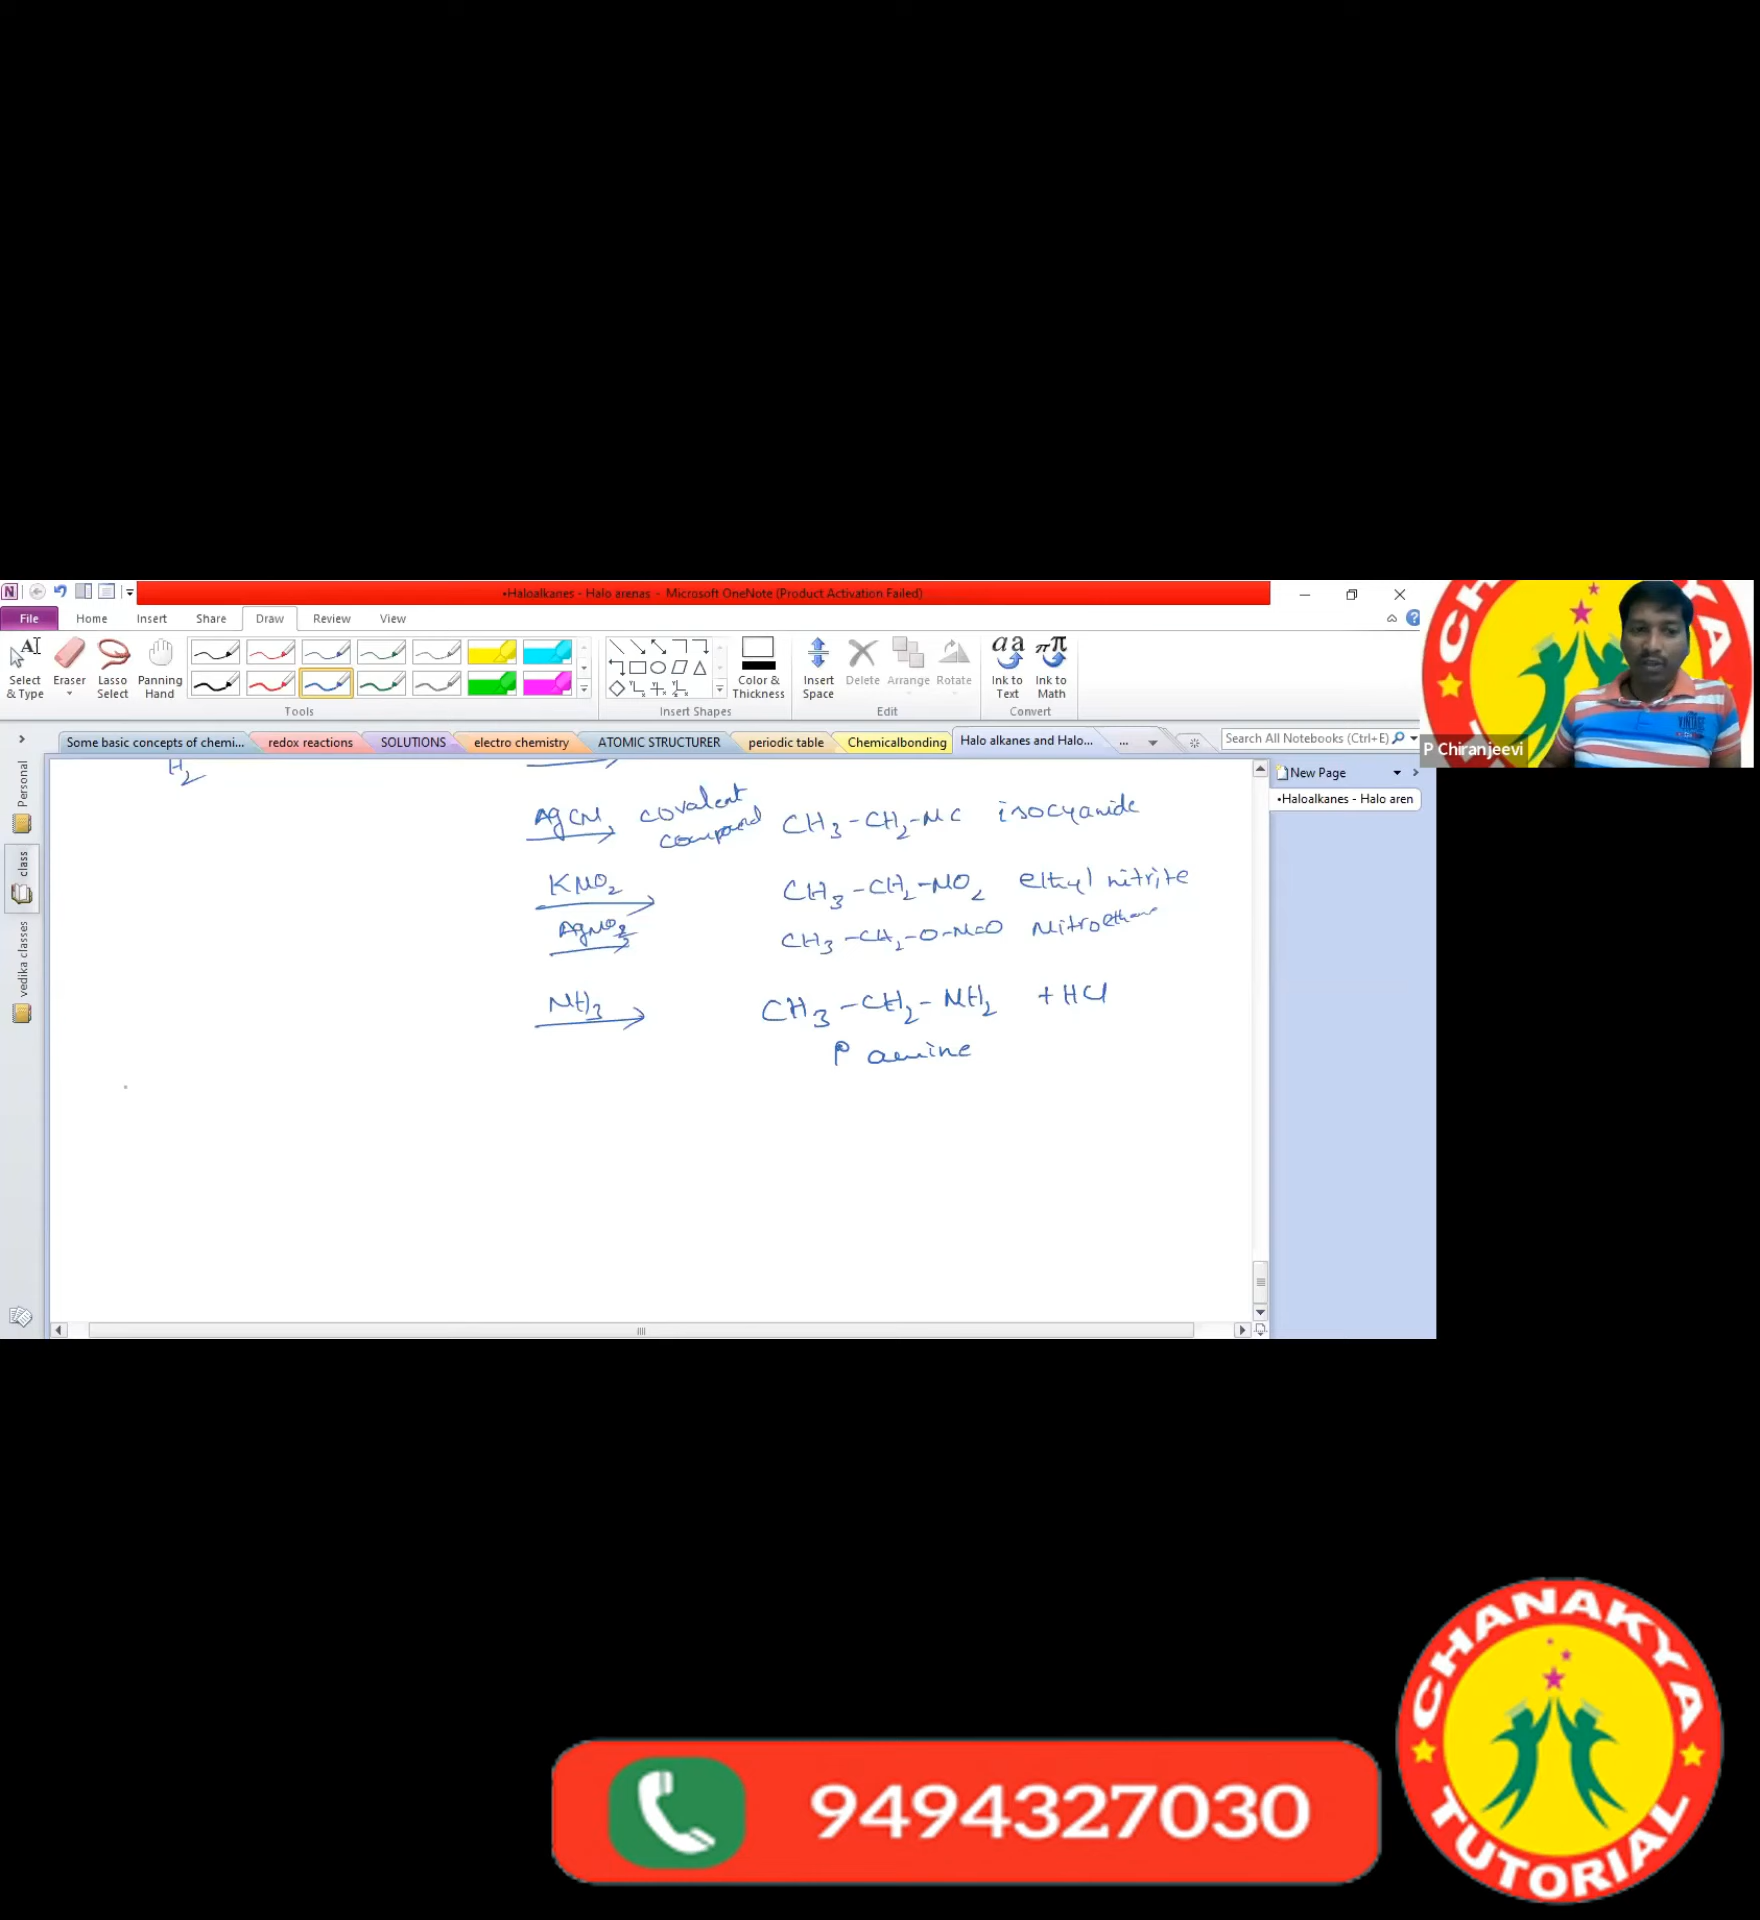 •Haloalkanes - Halo arenas - Microsoft OneNote (Product Activation Failed)
File Home Insert Share Draw Review View
Select & Type
Eraser
Lasso Select
Panning Hand
Tools
Insert Shapes
Color & Thickness
Insert Space
Delete
Arrange
Rotate
Edit
Ink to Text
Ink to Math
Convert
Some basic concepts of chemi... redox reactions SOLUTIONS electro chemistry ATOMIC STRUCTURER periodic table Chemicalbonding Halo alkanes and Halo... ...
Search All Notebooks (Ctrl+E)
P Chiranjeevi
New Page
•Haloalkanes - Halo aren
Personal
class
vedika classes
H2
AgCN, covalent compound CH3-CH2-NC isocyanide
KNO2 CH3-CH2-NO2 ethyl nitrite
AgNO2 CH3-CH2-O-N=O Nitroethane
NH3 CH3-CH2-NH2 + HCl
P amine
9494327030
CHANAKYA
TUTORIAL